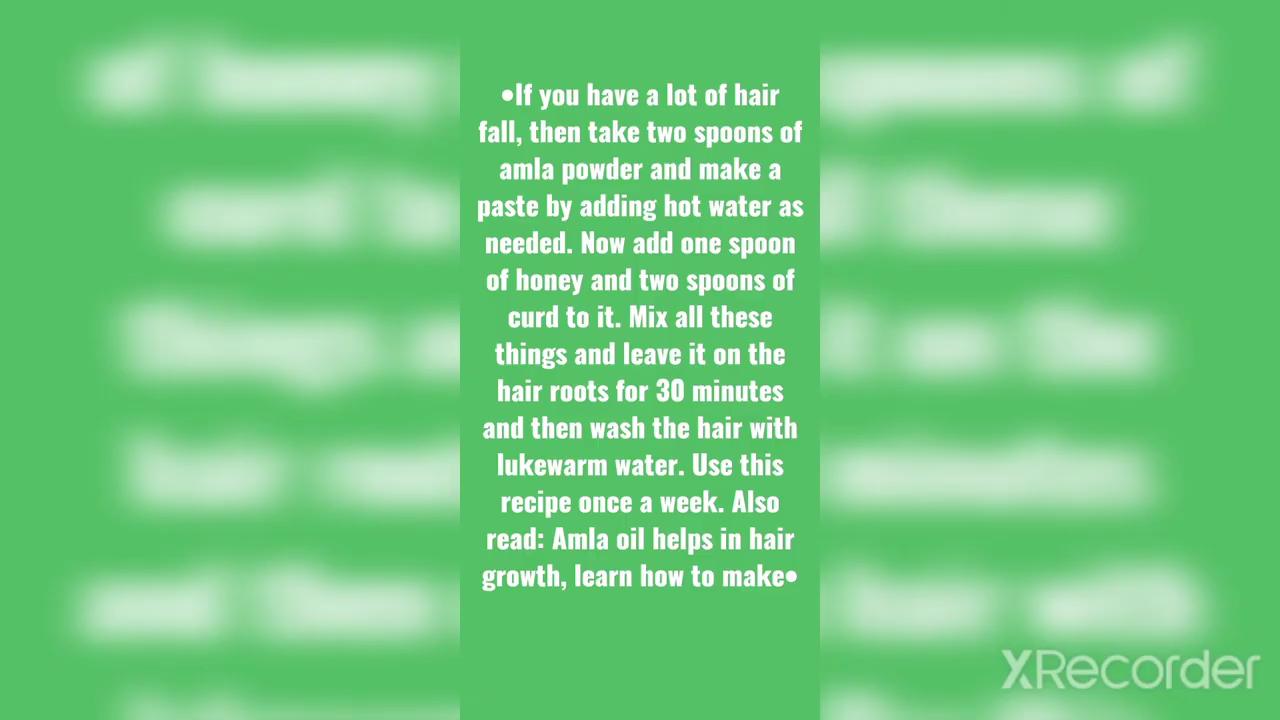 •If you have a lot of hair
fall, then take two spoons of
amla powder and make a
paste by adding hot water as
needed. Now add one spoon
of honey and two spoons of
curd to it. Mix all these
things and leave it on the
hair roots for 30 minutes
and then wash the hair with
lukewarm water. Use this
recipe once a week. Also
read: Amla oil helps in hair
growth, learn how to make•
XRecorder